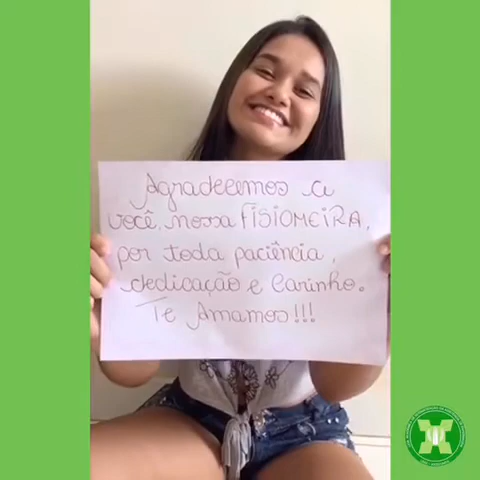 Agradecemos a
você, nossa FISIOMEiRA,
por toda paciência,
dedicação e Carinho.
Te Amamos!!!